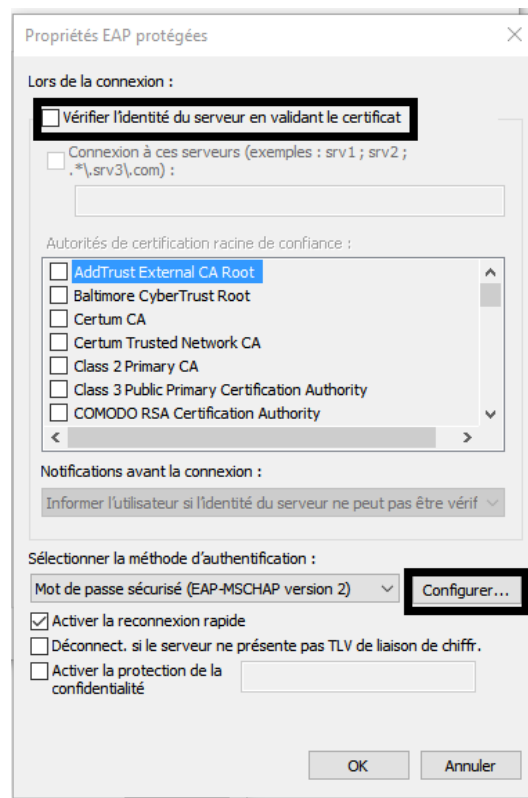 Propriétés EAP protégées
Lors de la connexion :
Vérifier l'identité du serveur en validant le certificat
Connexion à ces serveurs (exemples : srv1 ; srv2 ;
.*\.srv3\.com) :
Autorités de certification racine de confiance :
AddTrust External CA Root
Baltimore CyberTrust Root
Certum CA
Certum Trusted Network CA
Class 2 Primary CA
Class 3 Public Primary Certification Authority
COMODO RSA Certification Authority
Notifications avant la connexion :
Informer l'utilisateur si l'identité du serveur ne peut pas être vérif
Sélectionner la méthode d'authentification :
Mot de passe sécurisé (EAP-MSCHAP version 2)
Configurer...
Activer la reconnexion rapide
Déconnect. si le serveur ne présente pas TLV de liaison de chiffr.
Activer la protection de la
confidentialité
OK
Annuler